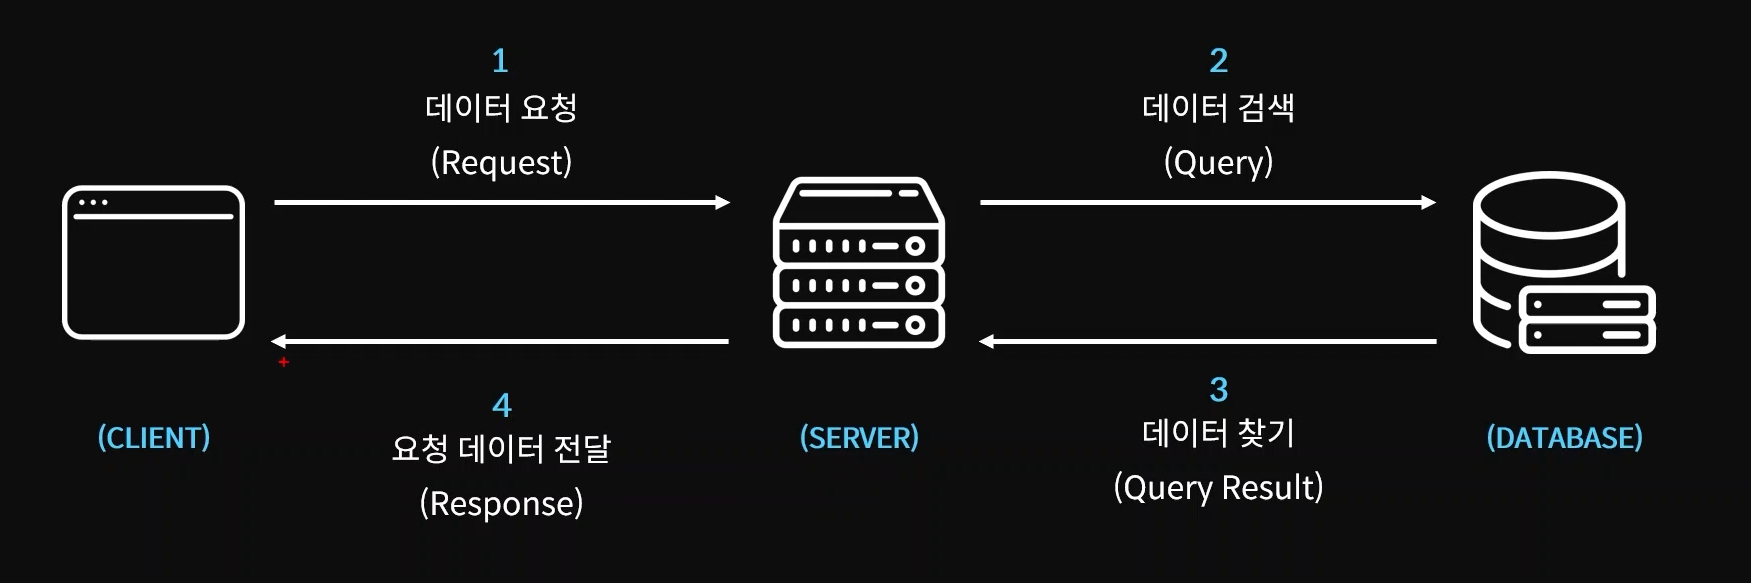 1
데이터 요청
(Request)
2
데이터 검색
(Query)
3
데이터 찾기
(Query Result)
4
요청 데이터 전달
(Response)
(CLIENT)
(SERVER)
(DATABASE)